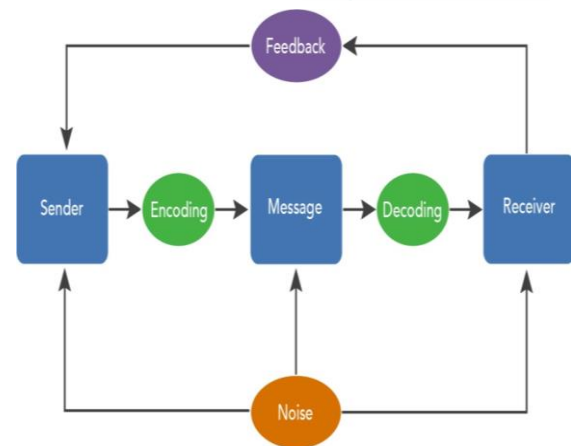 Feedback
Sender
Encoding
Message
Decoding
Receiver
Noise